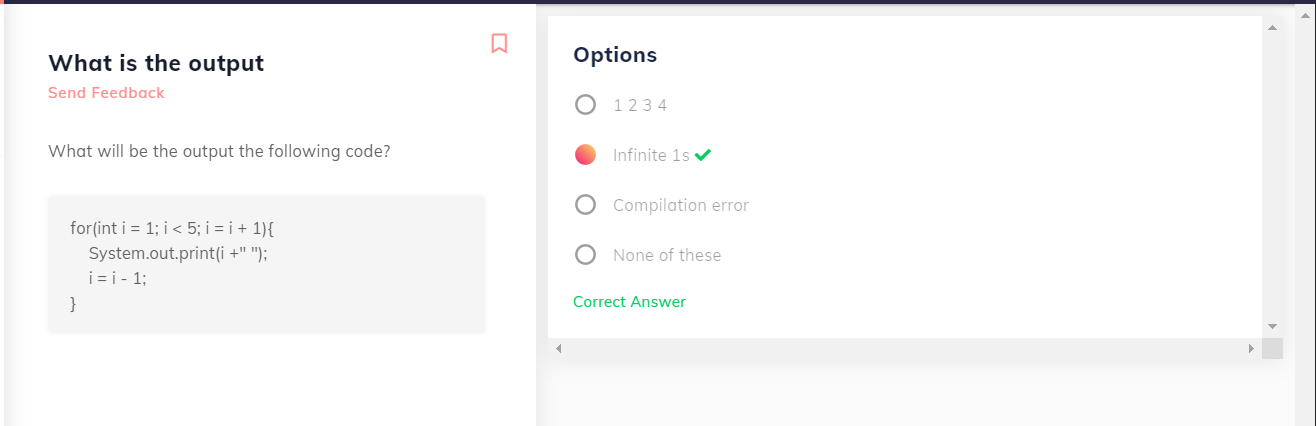 What is the output
Send Feedback
What will be the output the following code?
for(int i = 1; i < 5; i = i + 1){
System.out.print(i +" ");
i = i - 1;
}
Options
1 2 3 4
Infinite 1s
Compilation error
None of these
Correct Answer